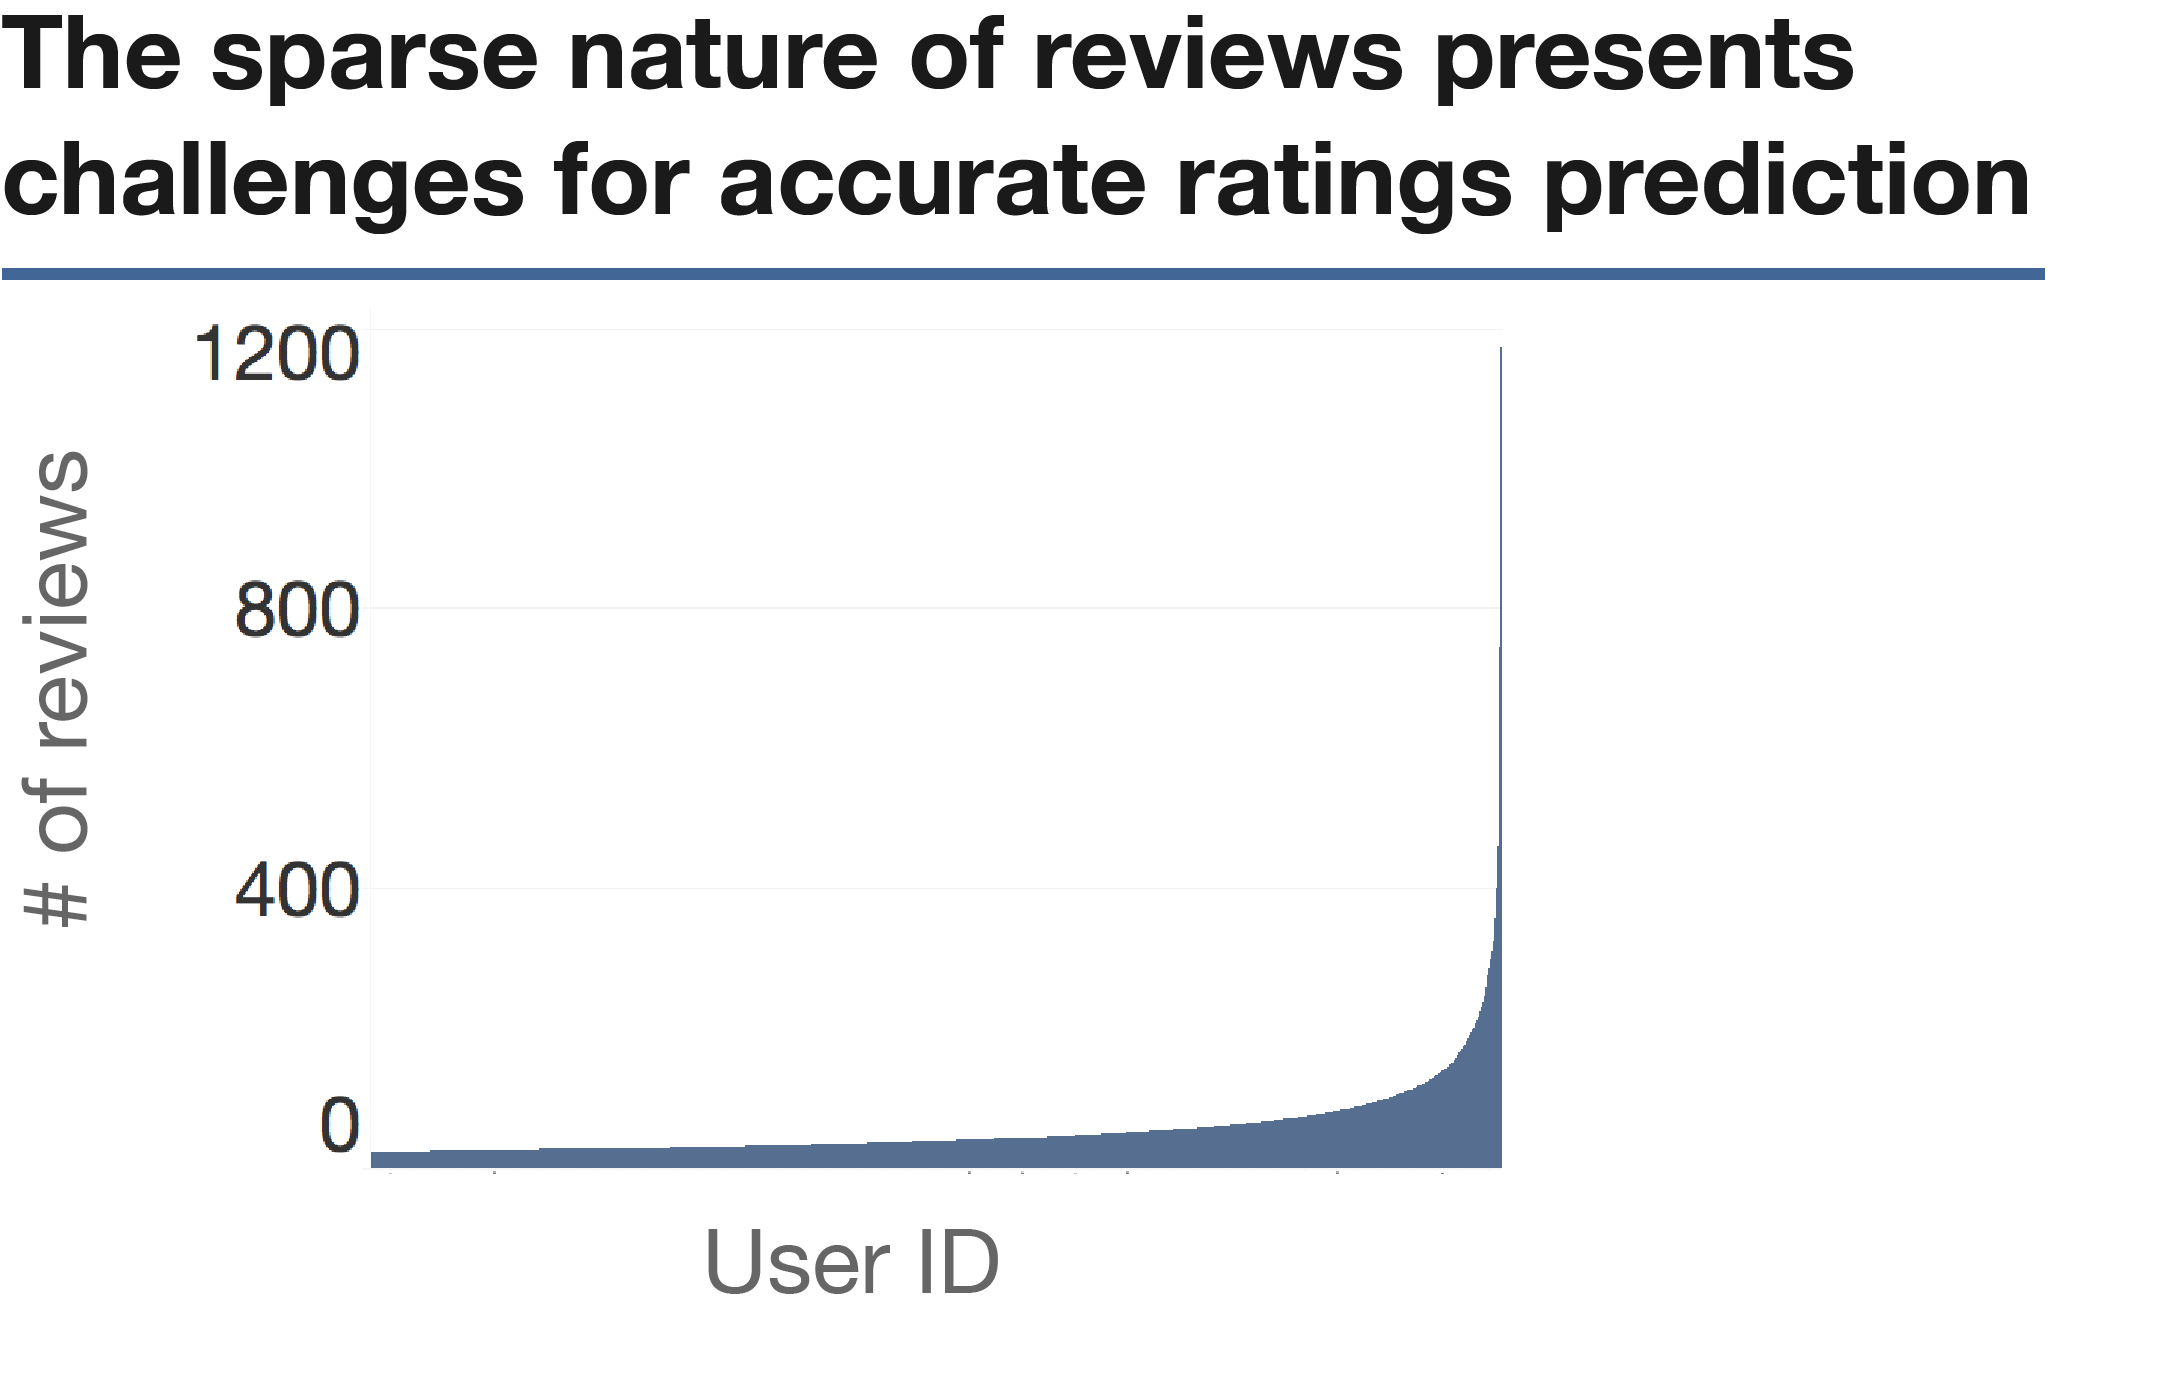 The sparse nature of reviews presents
challenges for accurate ratings prediction
1200
800
400
0
# of reviews
User ID